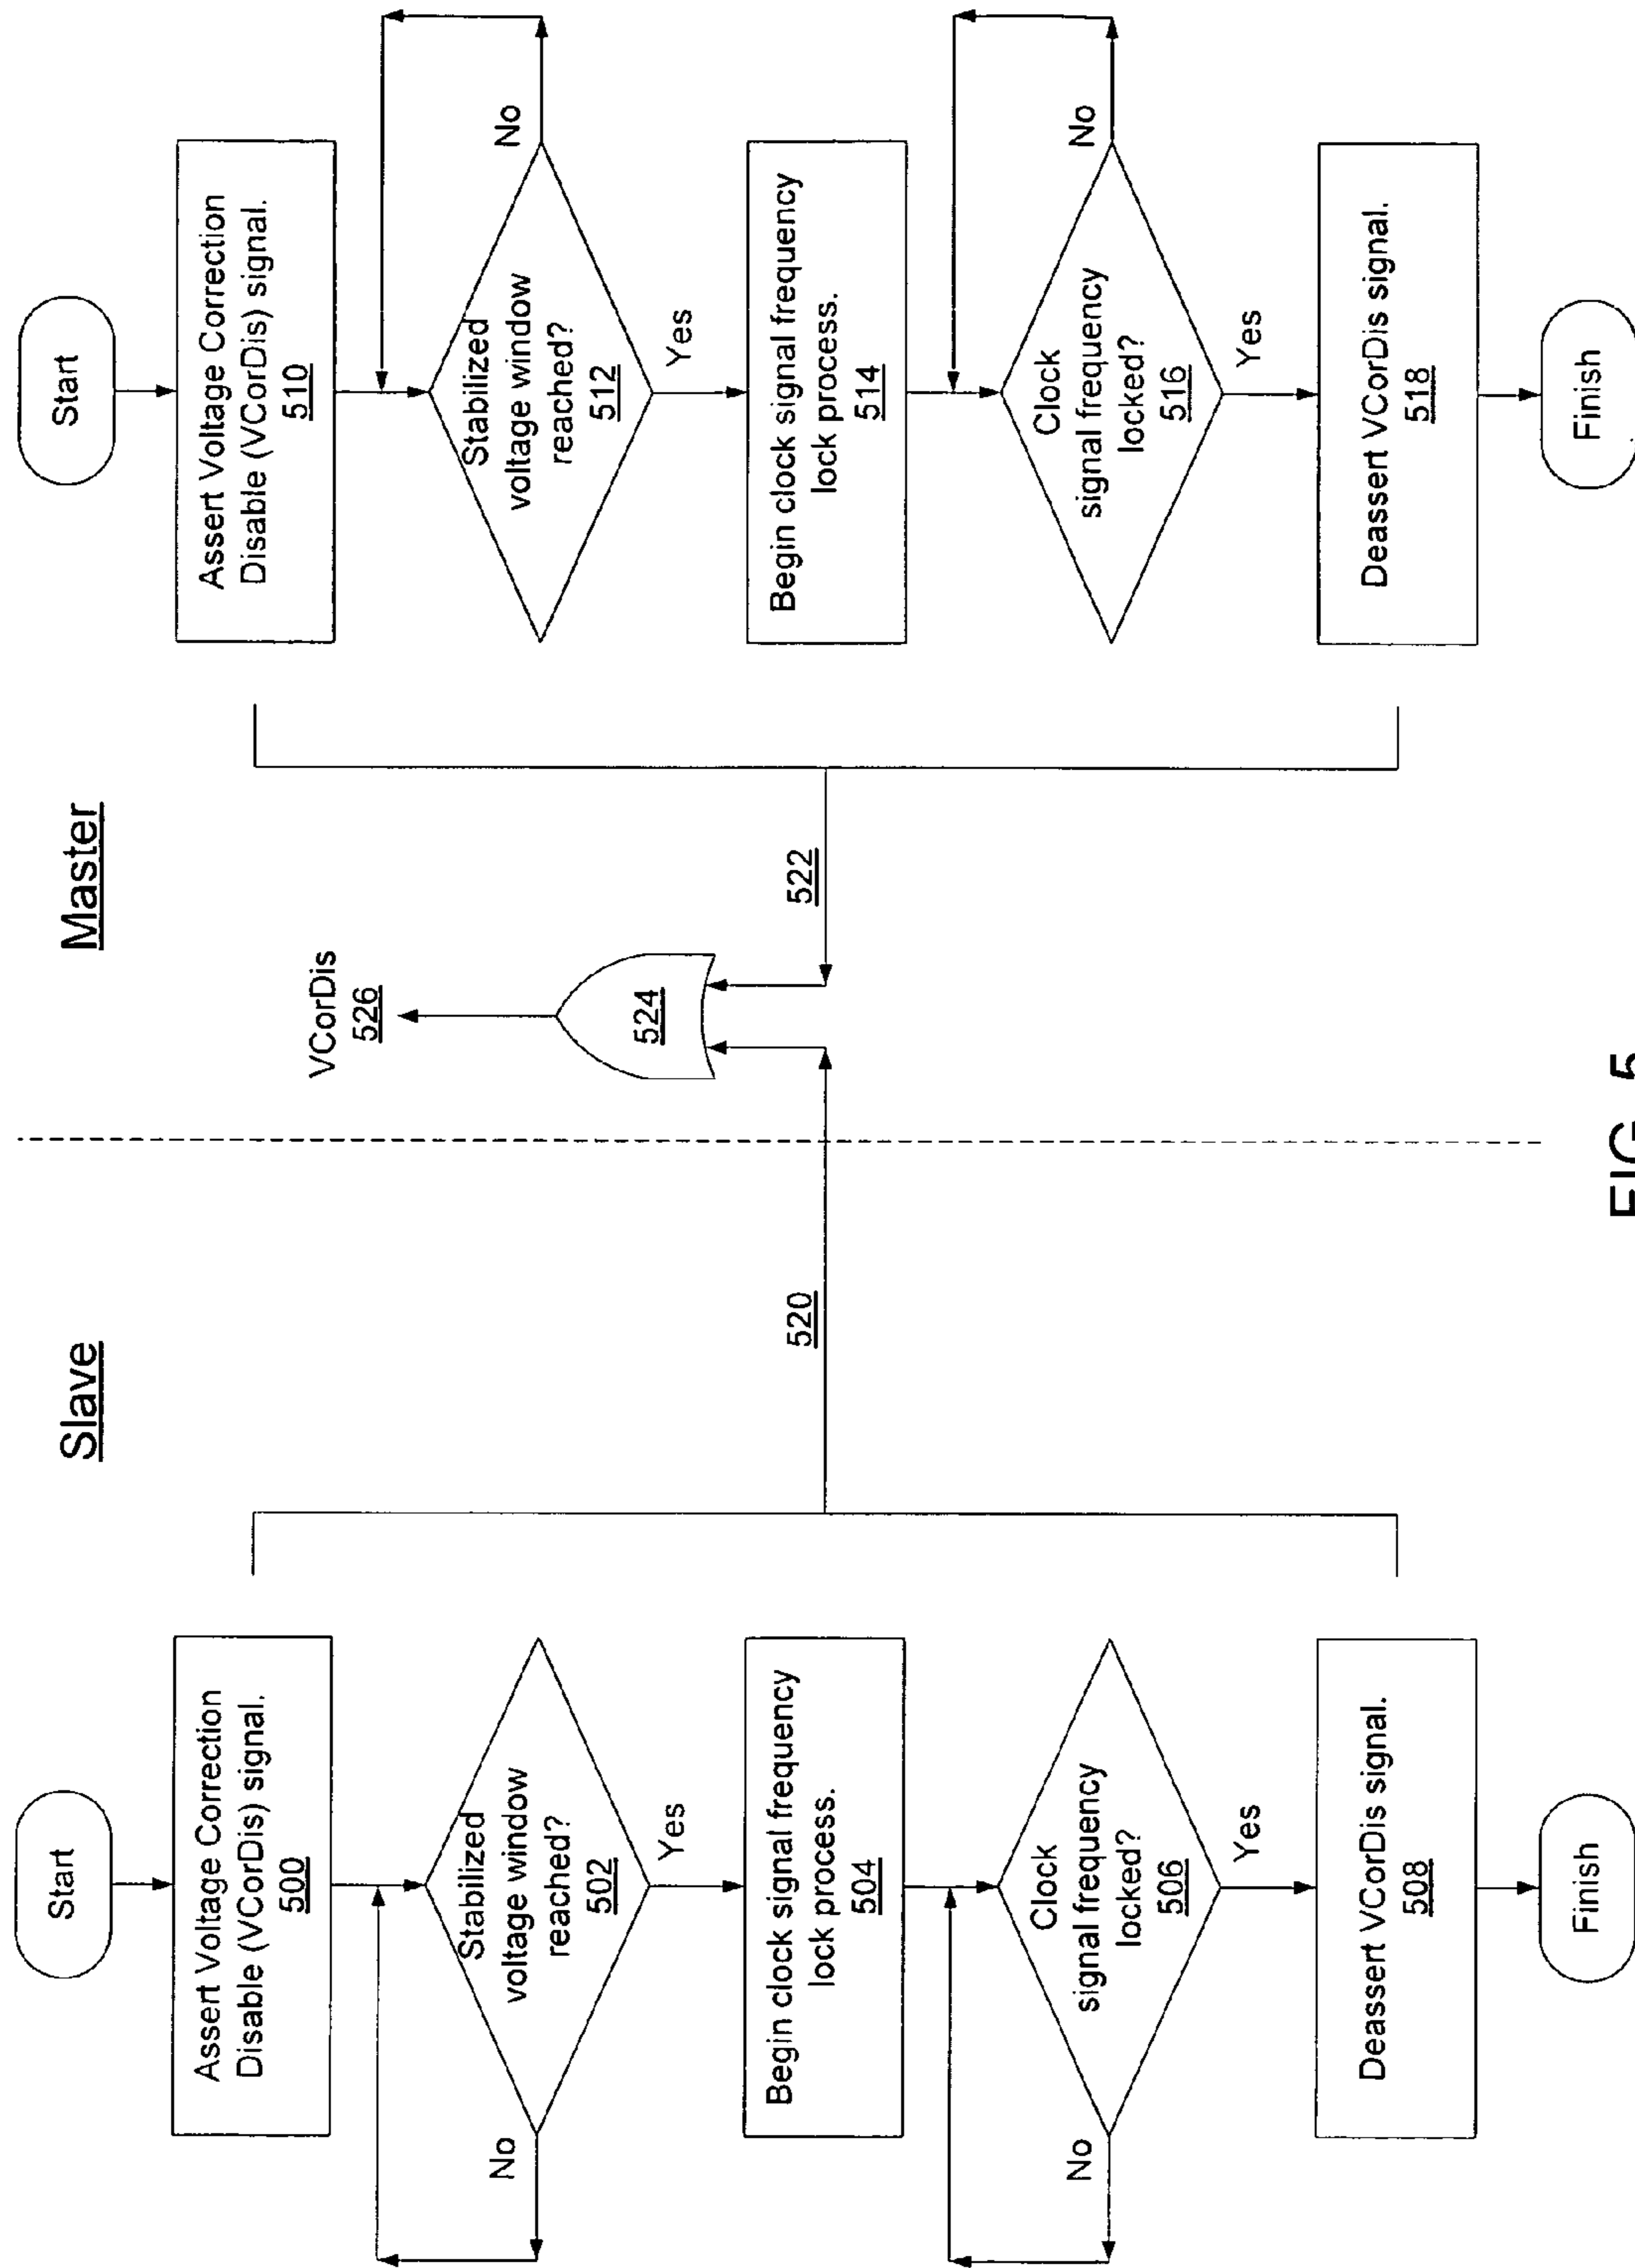 Slave
Start
Assert Voltage Correction
Disable (VCorDis) signal.
500
Stabilized
voltage window
reached?
502
No
Yes
Begin clock signal frequency
lock process.
504
Clock
signal frequency
locked?
506
No
Yes
Deassert VCorDis signal.
508
Finish
520
Master
VCorDis
526
524
522
Start
Assert Voltage Correction
Disable (VCorDis) signal.
510
Stabilized
voltage window
reached?
512
No
Yes
Begin clock signal frequency
lock process.
514
Clock
signal frequency
locked?
516
No
Yes
Deassert VCorDis signal.
518
Finish
FIG. 5